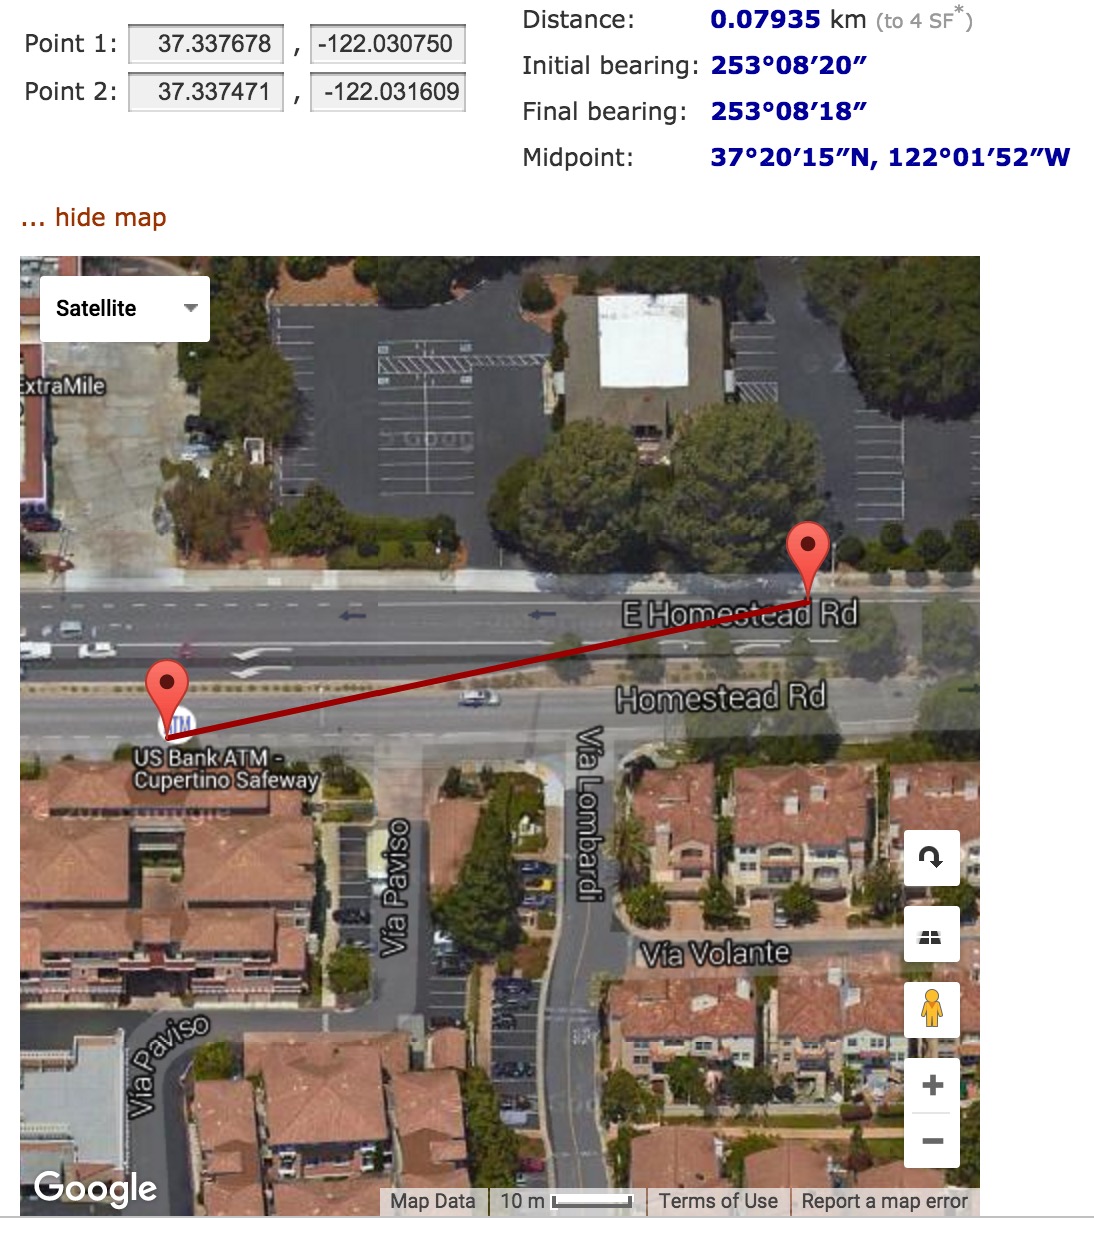 Point 1: 37.337678 , -122.030750
Point 2: 37.337471 , -122.031609
Distance: 0.07935 km (to 4 SF*)
Initial bearing: 253°08′20″
Final bearing: 253°08′18″
Midpoint: 37°20′15″N, 122°01′52″W
... hide map
Satellite
ExtraMile
E Homestead Rd
Homestead Rd
ATM
US Bank ATM -
Cupertino Safeway
Via Lombardi
Via Paviso
Via Volante
Via Paviso
Google
Map Data
10 m
Terms of Use
Report a map error